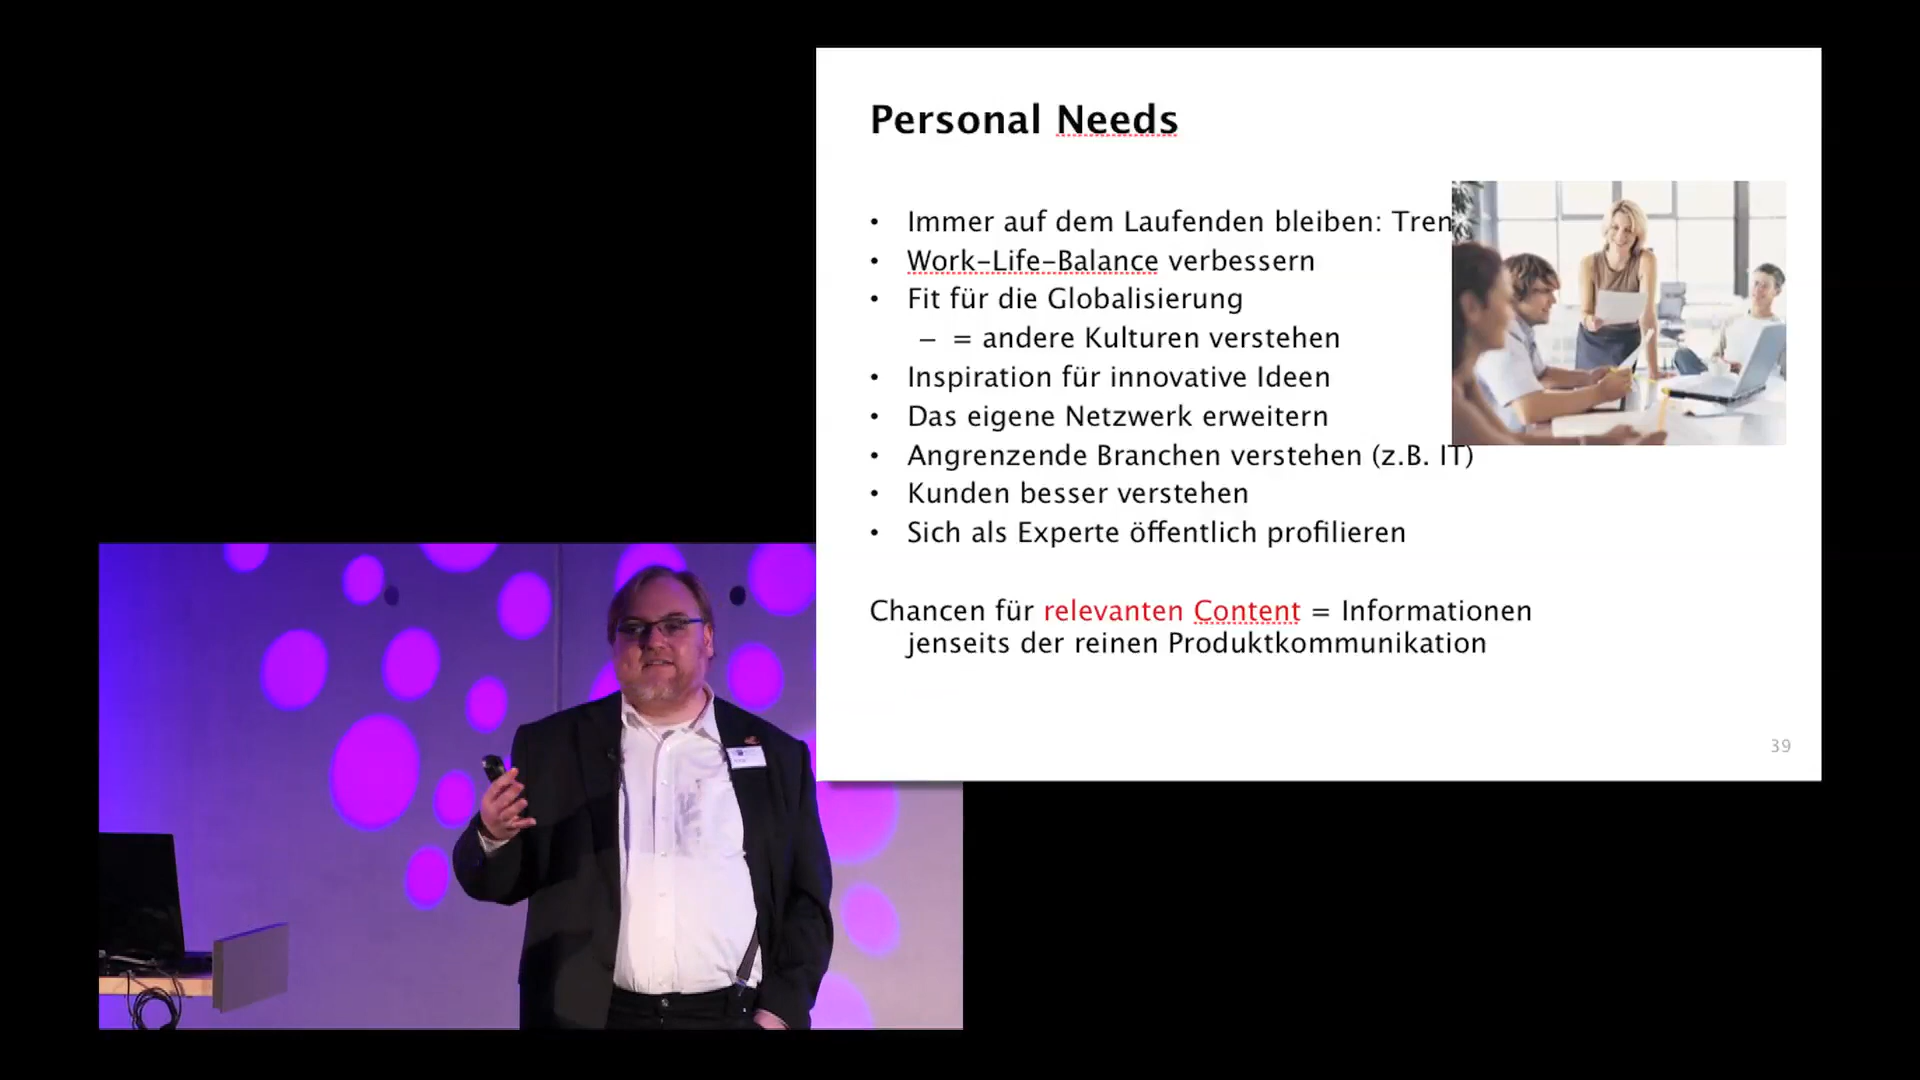 Personal Needs
• Immer auf dem Laufenden bleiben: Tren
• Work-Life-Balance verbessern
• Fit für die Globalisierung
– = andere Kulturen verstehen
• Inspiration für innovative Ideen
• Das eigene Netzwerk erweitern
• Angrenzende Branchen verstehen (z.B. IT)
• Kunden besser verstehen
• Sich als Experte öffentlich profilieren
Chancen für relevanten Content = Informationen
jenseits der reinen Produktkommunikation
39